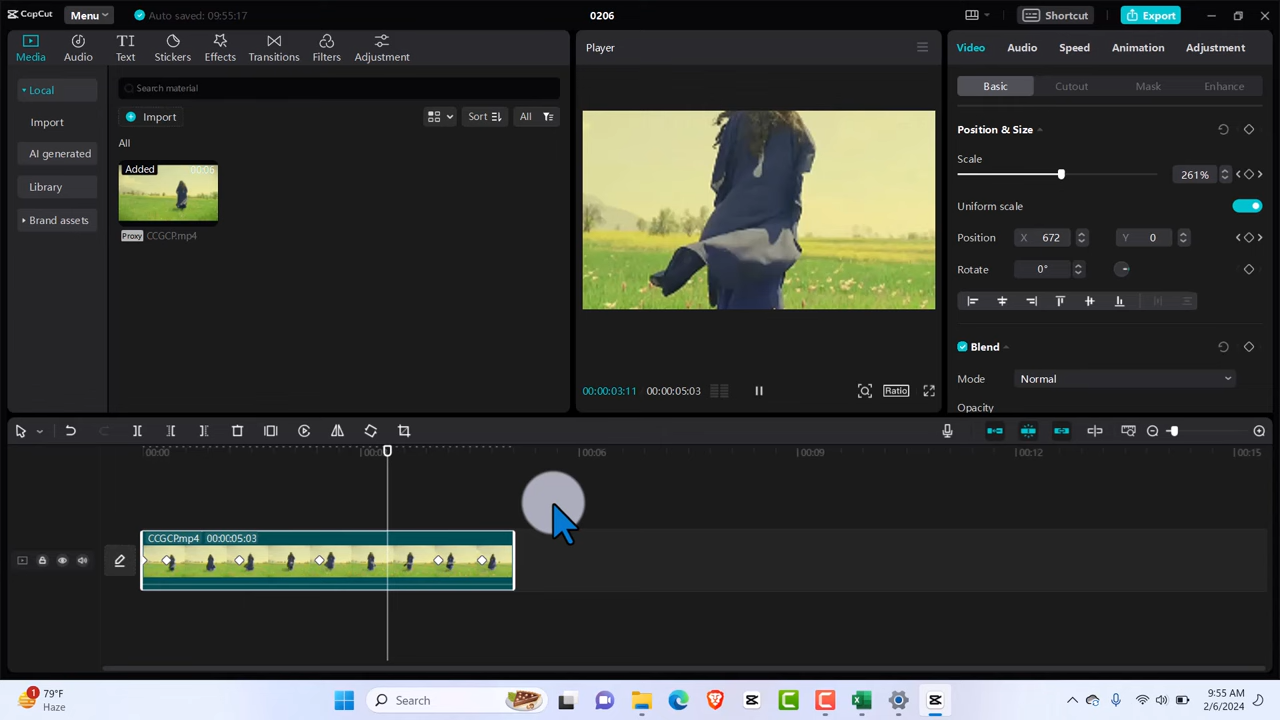 CapCut Menu Auto saved: 09:55:17 0206 Shortcut Export
Media Audio Text Stickers Effects Transitions Filters Adjustment
Local
Import
AI generated
Library
Brand assets
Search material
Import Sort All
All
Added 00:06
Proxy CCGCP.mp4
Player
00:00:03:11 00:00:05:03 Ratio
Video Audio Speed Animation Adjustment
Basic Cutout Mask Enhance
Position & Size
Scale
261%
Uniform scale
Position X 672 Y 0
Rotate 0°
Blend
Mode Normal
Opacity
00:00 00:06 00:09 00:12 00:15
CCGCP.mp4 00:00:05:03
1 79°F
Haze
Search
9:55 AM
2/6/2024